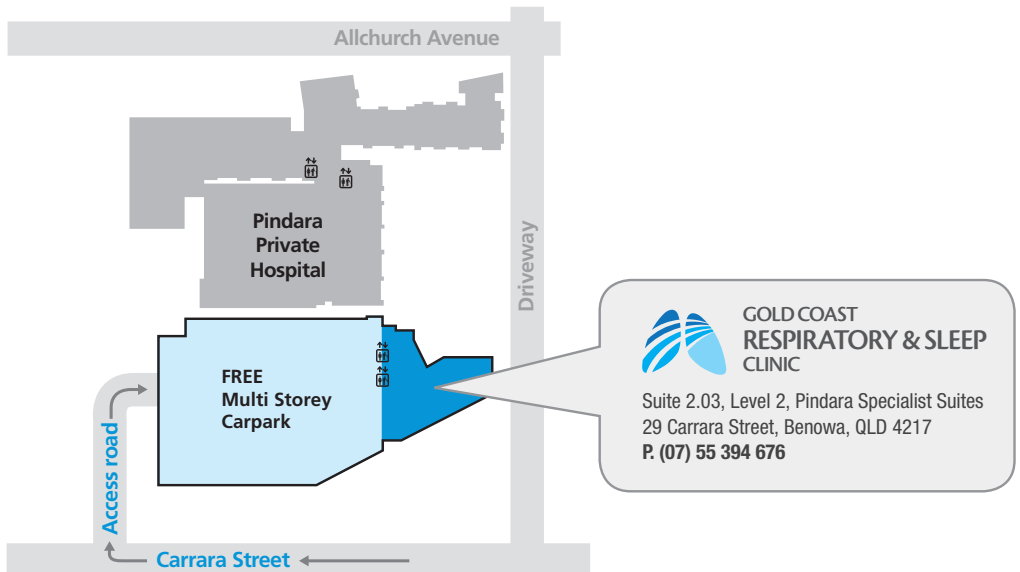 Allchurch Avenue
Pindara
Private
Hospital
Driveway
FREE
Multi Storey
Carpark
Access road
Carrara Street
GOLD COAST
RESPIRATORY & SLEEP
CLINIC
Suite 2.03, Level 2, Pindara Specialist Suites
29 Carrara Street, Benowa, QLD 4217
P. (07) 55 394 676